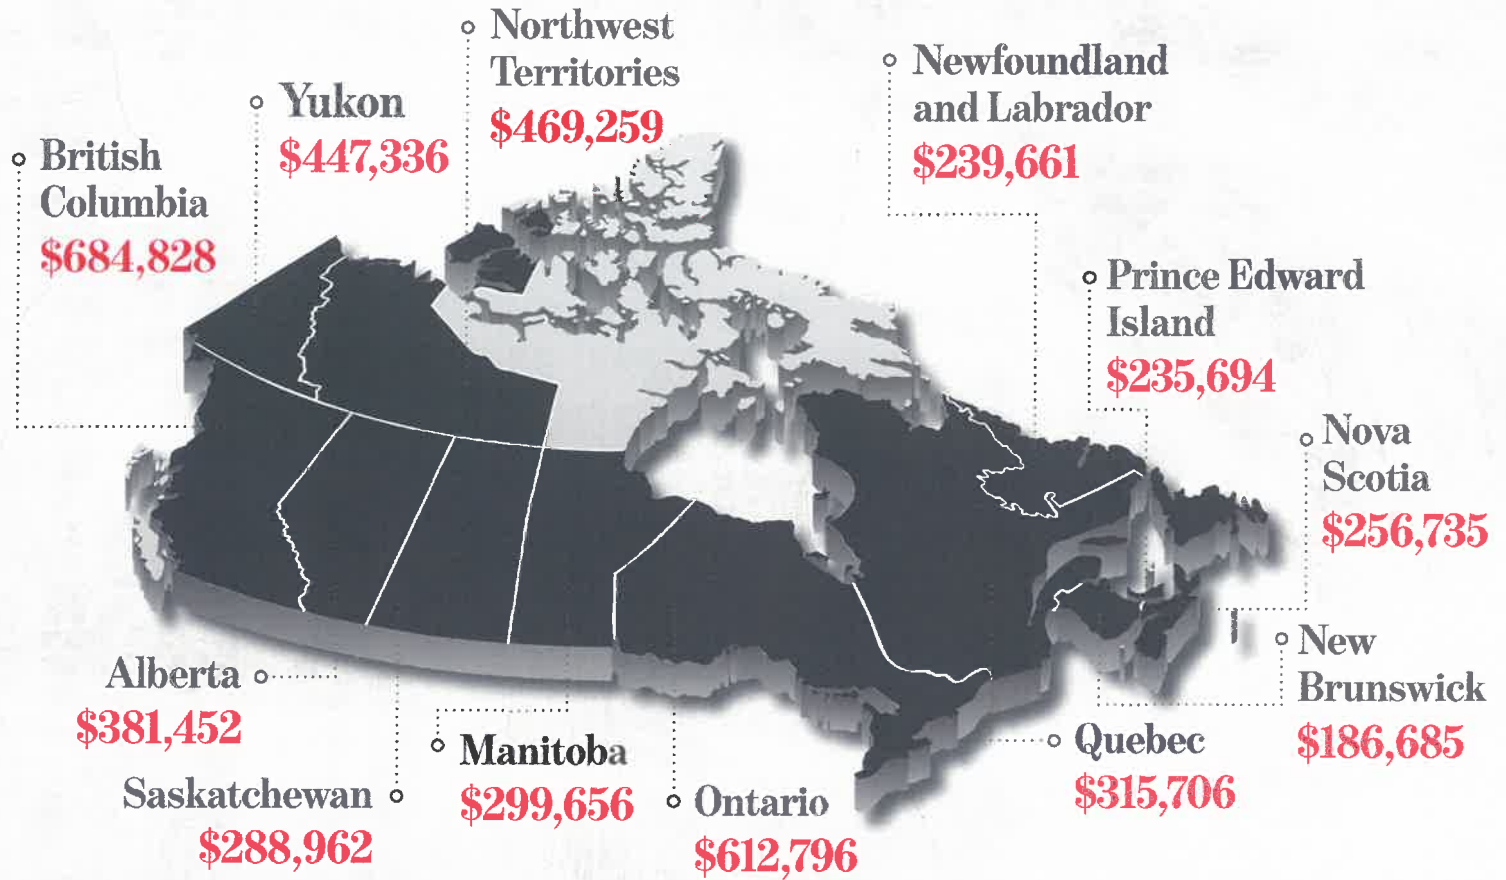 Northwest
Territories
$469,259
Newfoundland
and Labrador
$239,661
Yukon
$447,336
British
Columbia
$684,828
Prince Edward
Island
$235,694
Nova
Scotia
$256,735
New
Brunswick
$186,685
Alberta
$381,452
Manitoba
$299,656
Quebec
$315,706
Saskatchewan
$288,962
Ontario
$612,796